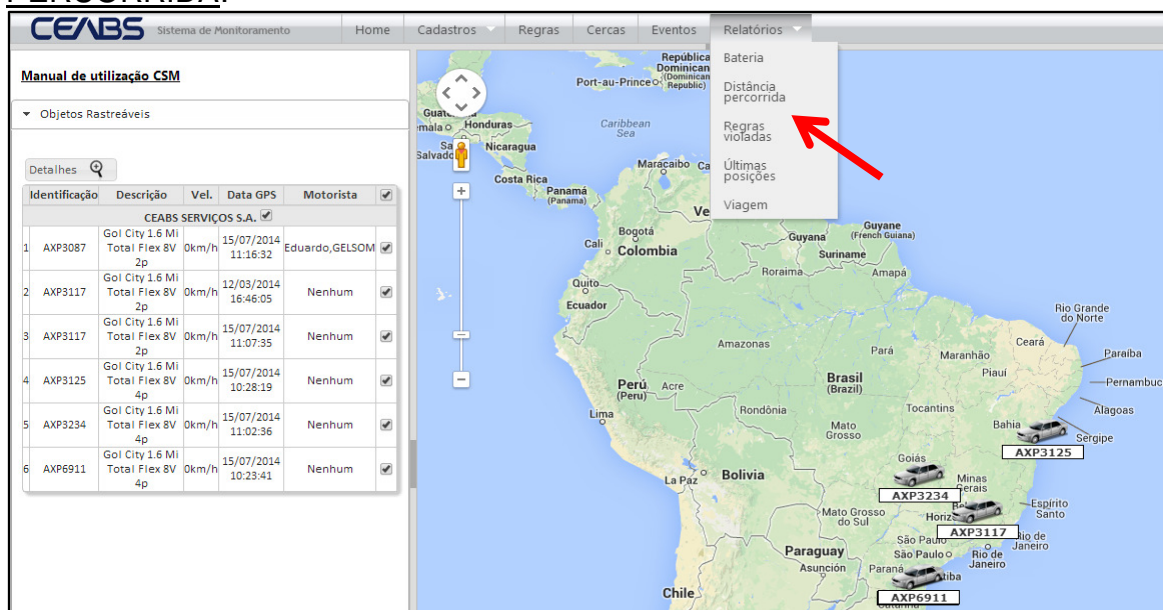 PERCORRIDA.
CEABS Sistema de Monitoramento Home Cadastros Regras Cercas Eventos Relatórios
Bateria
Distância
percorrida
Regras
violadas
Últimas
posições
Viagem
Manual de utilização CSM
Objetos Rastreáveis
Detalhes
Identificação Descrição Vel. Data GPS Motorista
CEABS SERVIÇOS S.A.
1 AXP3087 Gol City 1.6 Mi Total Flex 8V 2p 0km/h 15/07/2014 11:16:32 Eduardo,GELSOM
2 AXP3117 Gol City 1.6 Mi Total Flex 8V 2p 0km/h 12/03/2014 16:46:05 Nenhum
3 AXP3117 Gol City 1.6 Mi Total Flex 8V 2p 0km/h 15/07/2014 11:07:35 Nenhum
4 AXP3125 Gol City 1.6 Mi Total Flex 8V 4p 0km/h 15/07/2014 10:28:19 Nenhum
5 AXP3234 Gol City 1.6 Mi Total Flex 8V 4p 0km/h 15/07/2014 11:02:36 Nenhum
6 AXP6911 Gol City 1.6 Mi Total Flex 8V 4p 0km/h 15/07/2014 10:23:41 Nenhum
República
Dominican
(Dominican
Republic)
Port-au-Prince
Caribbean
Sea
Honduras
Nicaragua
Maracaibo
Costa Rica
Panamá
(Panama)
Bogotá
Cali
Colombia
Guyana
Guyane
(French Guiana)
Suriname
Roraima
Amapá
Quito
Ecuador
Rio Grande
do Norte
Amazonas
Pará
Maranhão
Ceará
Paraíba
Piauí
Perú
(Peru)
Acre
Brasil
(Brazil)
Pernambuc
Lima
Rondônia
Tocantins
Alagoas
Mato
Grosso
Bahia
Sergipe
AXP3125
Goiás
La Paz
Bolivia
Minas
Gerais
AXP3234
Espírito
Santo
Mato Grosso
do Sul
AXP3117
São Paulo
São Paulo
Rio de
Janeiro
Rio de
Janeiro
Paraguay
Asunción
Paraná
AXP6911
Chile